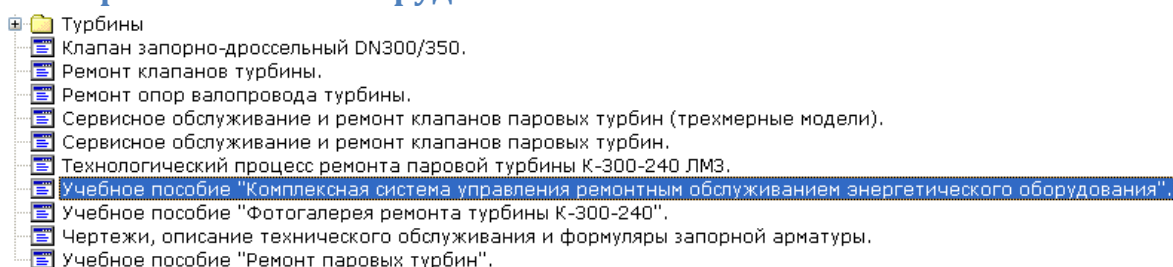 Турбины
Клапан запорно-дроссельный DN300/350.
Ремонт клапанов турбины.
Ремонт опор валопровода турбины.
Сервисное обслуживание и ремонт клапанов паровых турбин (трехмерные модели).
Сервисное обслуживание и ремонт клапанов паровых турбин.
Технологический процесс ремонта паровой турбины К-300-240 ЛМЗ.
Учебное пособие "Комплексная система управления ремонтным обслуживанием энергетического оборудования".
Учебное пособие "Фотогалерея ремонта турбины К-300-240".
Чертежи, описание технического обслуживания и формуляры запорной арматуры.
Учебное пособие "Ремонт паровых турбин".